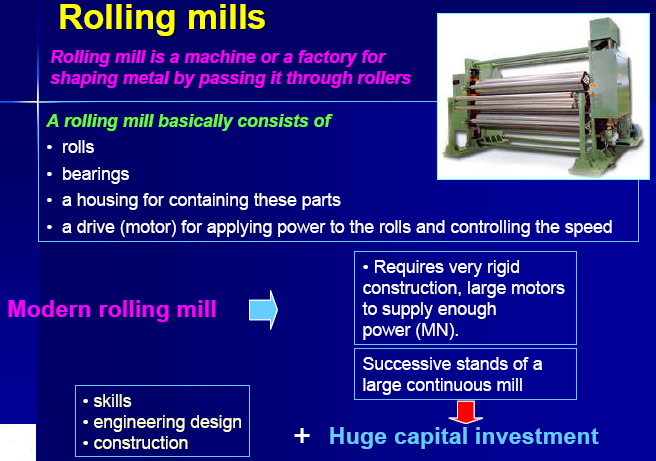 Rolling mills
Rolling mill is a machine or a factory for
shaping metal by passing it through rollers
A rolling mill basically consists of
• rolls
• bearings
• a housing for containing these parts
• a drive (motor) for applying power to the rolls and controlling the speed
Modern rolling mill
• Requires very rigid
construction, large motors
to supply enough
power (MN).
Successive stands of a
large continuous mill
• skills
• engineering design
• construction
+ Huge capital investment